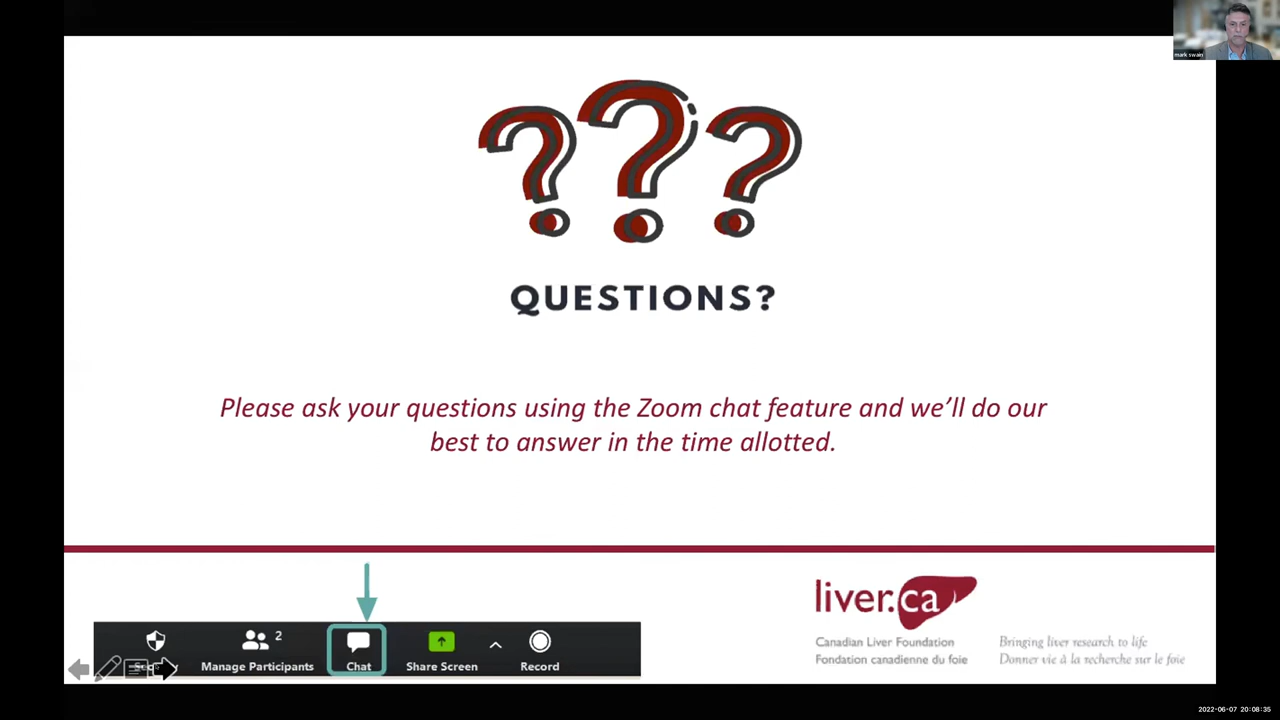 mark swain
???
QUESTIONS?
Please ask your questions using the Zoom chat feature and we'll do our
best to answer in the time allotted.
2
Manage Participants
Chat
Share Screen
Record
liver.ca
Canadian Liver Foundation
Fondation canadienne du foie
Bringing liver research to life
Donner vie à la recherche sur le foie
2022-06-07 20:08:35